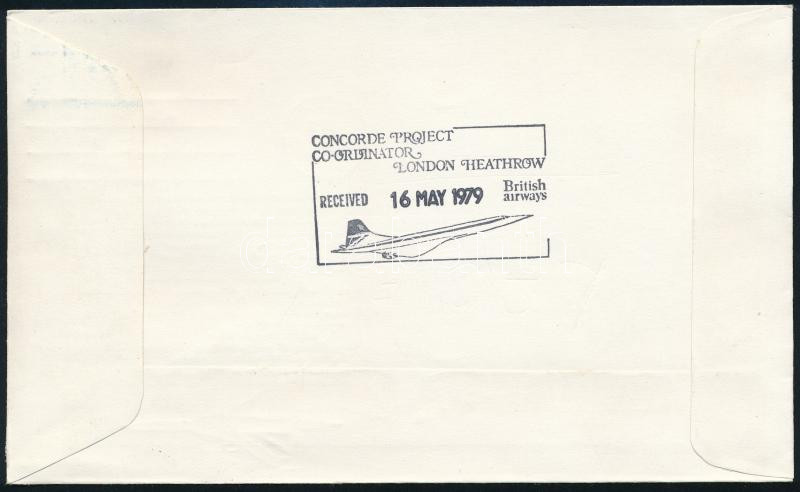 CONCORDE PROJECT
CO-ORDINATOR
LONDON HEATHROW
RECEIVED 16 MAY 1979 British airways